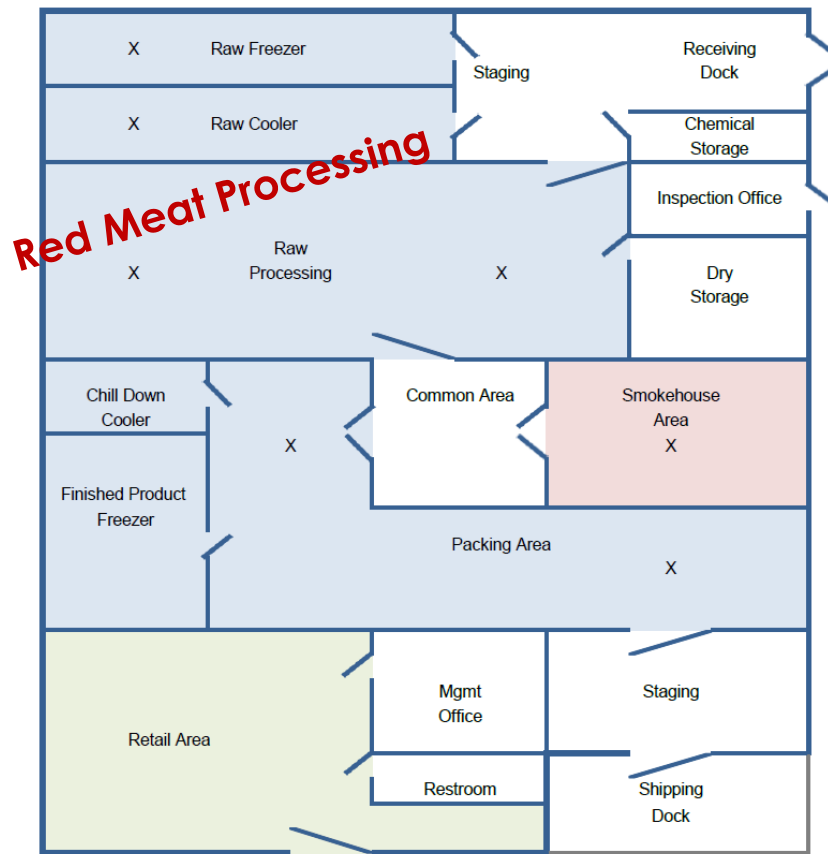 X Raw Freezer
Staging
Receiving
Dock
X Raw Cooler
Chemical
Storage
Red Meat Processing
Inspection Office
Raw
Processing
X
X
Dry
Storage
Chill Down
Cooler
Common Area
Smokehouse
Area
X
X
Finished Product
Freezer
Packing Area
X
Mgmt
Office
Staging
Retail Area
Restroom
Shipping
Dock